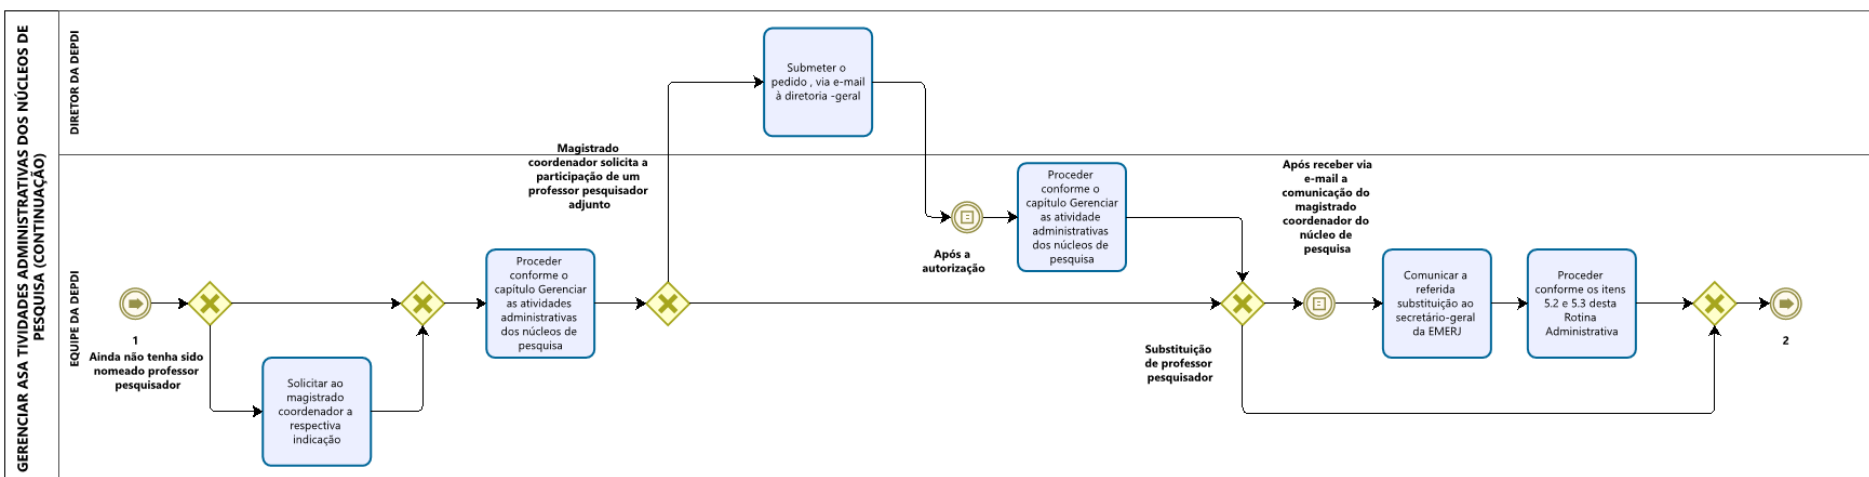 GERENCIAR ASA TIVIDADES ADMINISTRATIVAS DOS NÚCLEOS DE
PESQUISA (CONTINUAÇÃO)
DIRETOR DA DEPDI
EQUIPE DA DEPDI
1
Ainda não tenha sido
nomeado professor
pesquisador
Solicitar ao
magistrado
coordenador a
respectiva
indicação
Proceder
conforme o
capítulo Gerenciar
as atividades
administrativas
dos núcleos de
pesquisa
Magistrado
coordenador solicita a
participação de um
professor pesquisador
adjunto
Submeter o
pedido , via e-mail
à diretoria -geral
Após a
autorização
Proceder
conforme o
capítulo Gerenciar
as atividade
administrativas
dos núcleos de
pesquisa
Substituição
de professor
pesquisador
Após receber via
e-mail a
comunicação do
magistrado
coordenador do
núcleo de
pesquisa
Comunicar a
referida
substituição ao
secretário-geral
da EMERJ
Proceder
conforme os itens
5.2 e 5.3 desta
Rotina
Administrativa
2